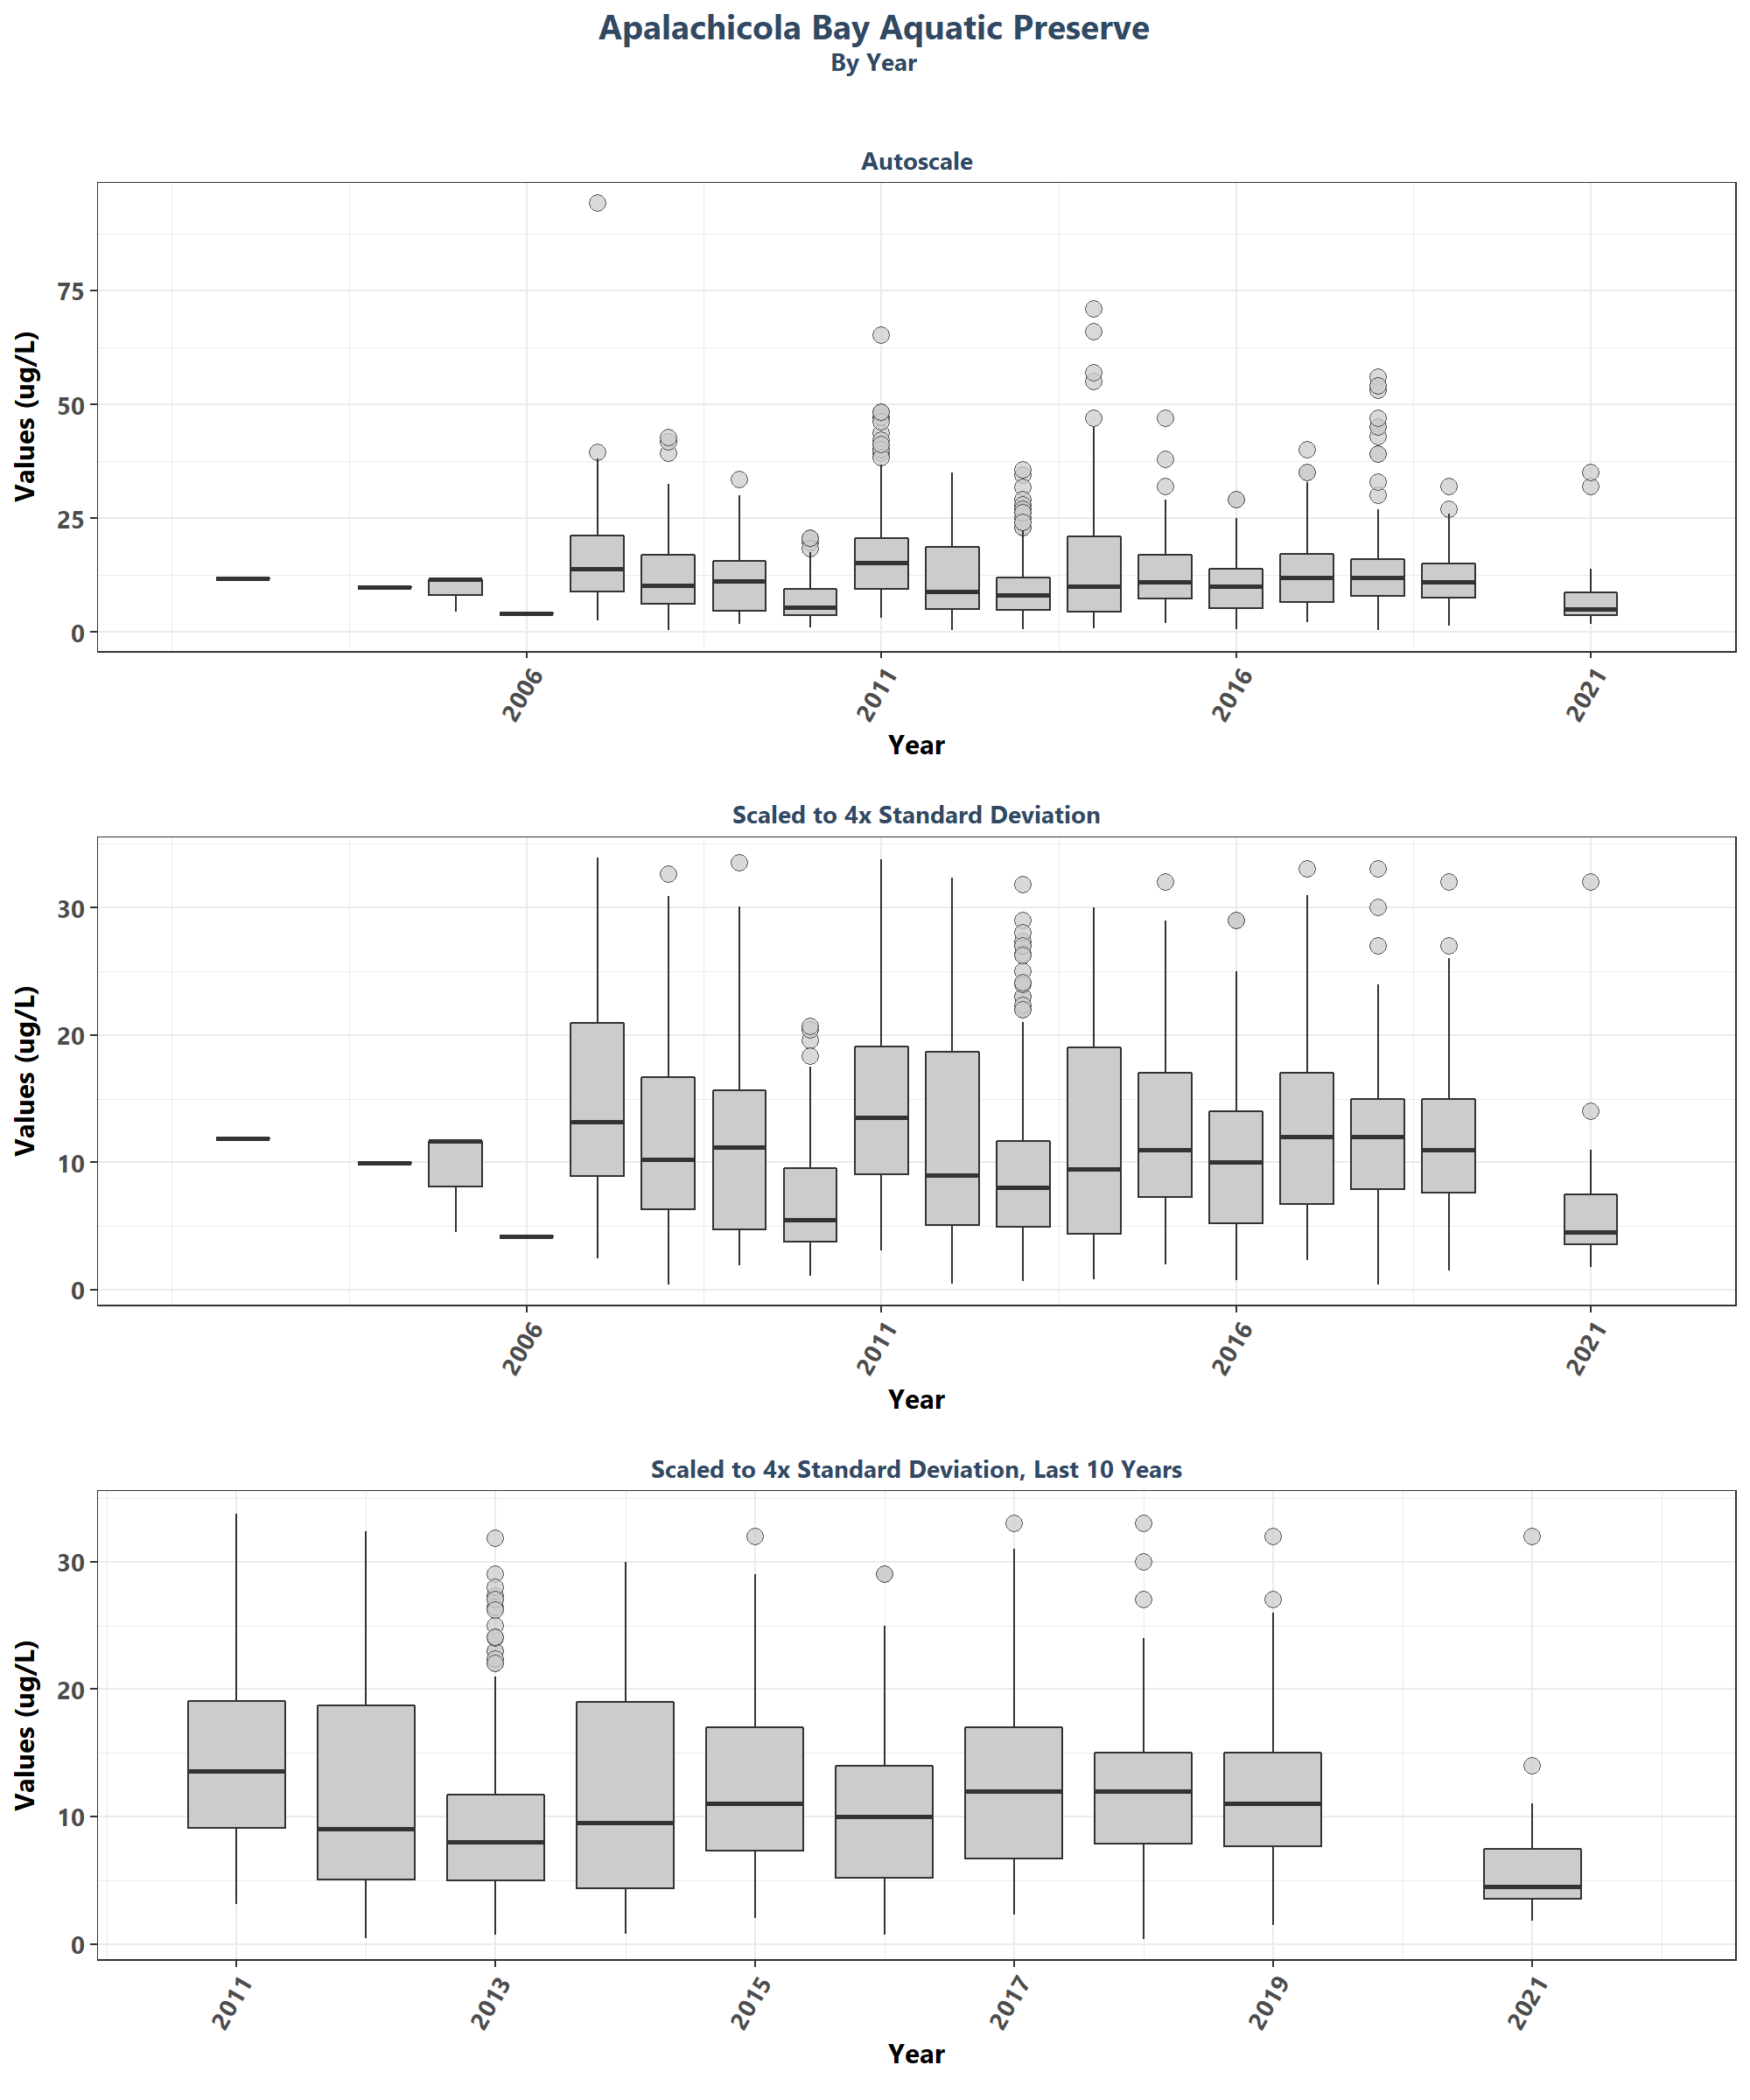 Apalachicola Bay Aquatic Preserve
By Year
Autoscale
Values (ug/L)
75
50
25
0
2006
2011
2016
2021
Year
Scaled to 4x Standard Deviation
Values (ug/L)
30
20
10
0
2006
2011
2016
2021
Year
Scaled to 4x Standard Deviation, Last 10 Years
Values (ug/L)
30
20
10
0
2011
2013
2015
2017
2019
2021
Year